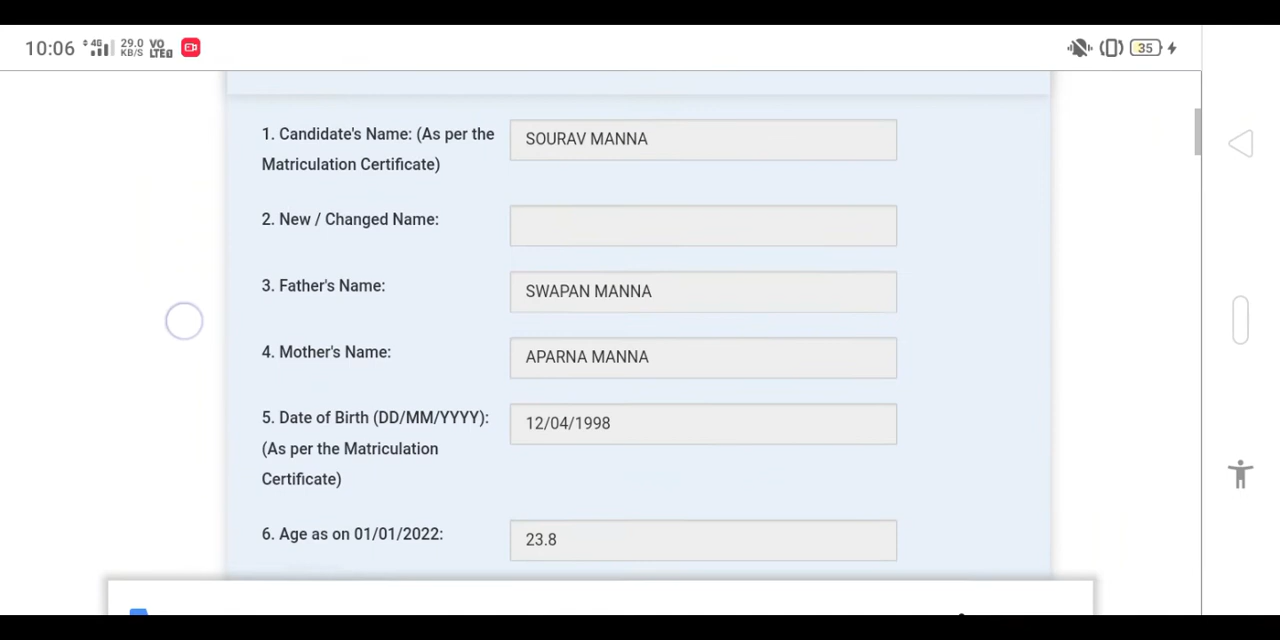 10:06 4G 29.0 KB/S VO LTE 35
1. Candidate's Name: (As per the
Matriculation Certificate)
SOURAV MANNA
2. New / Changed Name:
3. Father's Name:
SWAPAN MANNA
4. Mother's Name:
APARNA MANNA
5. Date of Birth (DD/MM/YYYY):
(As per the Matriculation
Certificate)
12/04/1998
6. Age as on 01/01/2022:
23.8